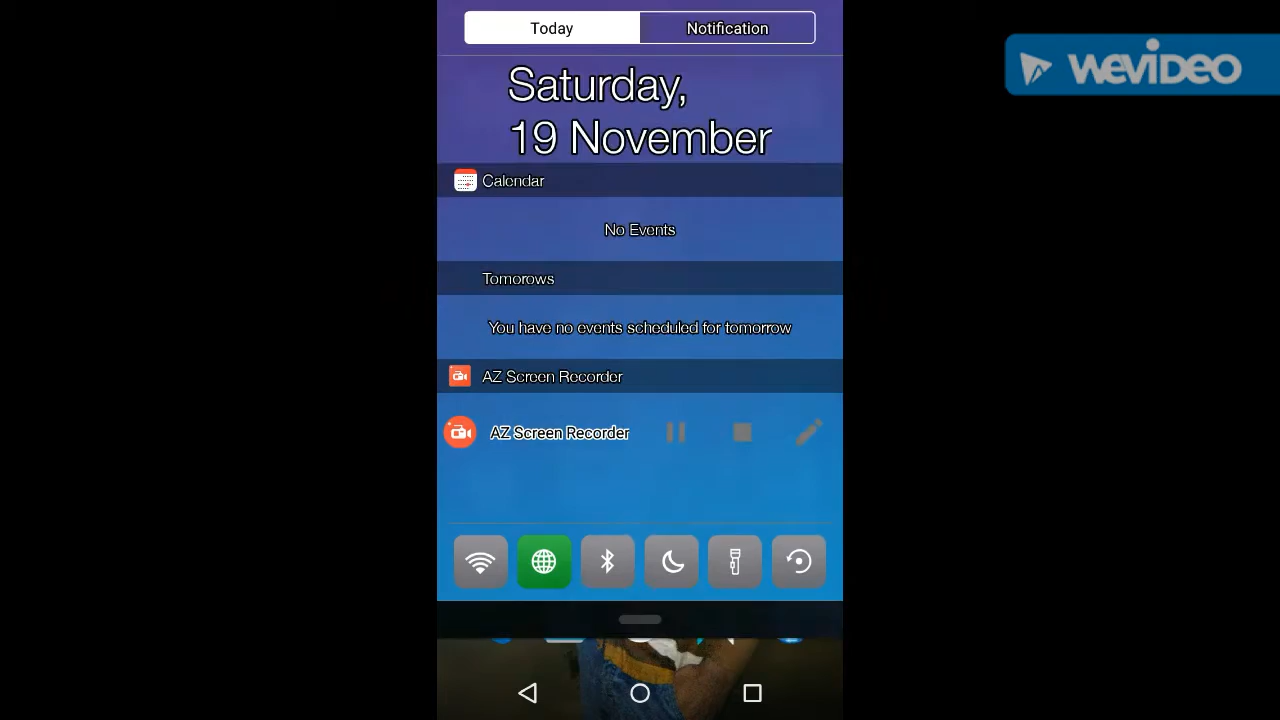 Today
Notification
WEVIDEO
Saturday,
19 November
Calendar
No Events
Tomorows
You have no events scheduled for tomorrow
AZ Screen Recorder
AZ Screen Recorder